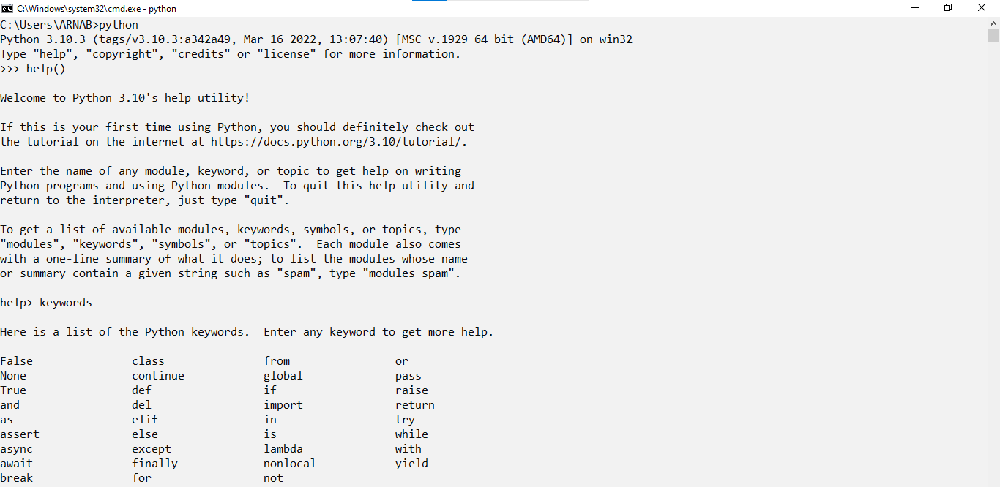 C:\Windows\system32\cmd.exe - python
C:\Users\ARNAB>python
Python 3.10.3 (tags/v3.10.3:a342a49, Mar 16 2022, 13:07:40) [MSC v.1929 64 bit (AMD64)] on win32
Type "help", "copyright", "credits" or "license" for more information.
>>> help()
Welcome to Python 3.10's help utility!
If this is your first time using Python, you should definitely check out
the tutorial on the internet at https://docs.python.org/3.10/tutorial/.
Enter the name of any module, keyword, or topic to get help on writing
Python programs and using Python modules.  To quit this help utility and
return to the interpreter, just type "quit".
To get a list of available modules, keywords, symbols, or topics, type
"modules", "keywords", "symbols", or "topics".  Each module also comes
with a one-line summary of what it does; to list the modules whose name
or summary contain a given string such as "spam", type "modules spam".
help> keywords
Here is a list of the Python keywords.  Enter any keyword to get more help.
False               class               from                or
None                continue            global              pass
True                def                 if                  raise
and                 del                 import              return
as                  elif                in                  try
assert              else                is                  while
async               except              lambda              with
await               finally             nonlocal            yield
break               for                 not